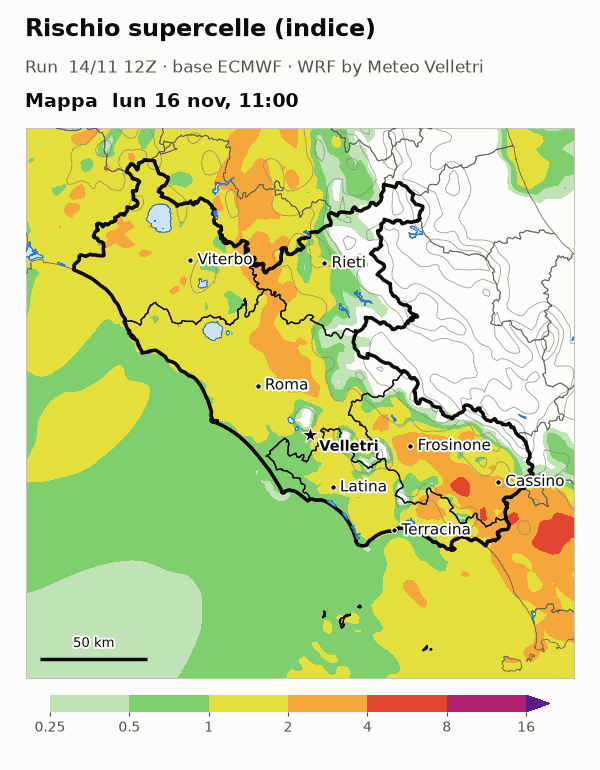 Rischio supercelle (indice)
Run 14/11 12Z · base ECMWF · WRF by Meteo Velletri
Mappa lun 16 nov, 11:00
Viterbo
Rieti
Roma
Velletri
Frosinone
Cassino
Latina
Terracina
50 km
0.25 0.5 1 2 4 8 16